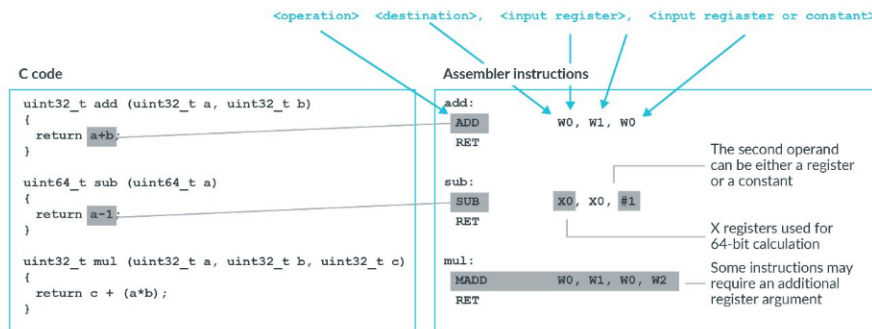 <operation> <destination>, <input register>, <input regiaster or constant>
C code
uint32_t add (uint32_t a, uint32_t b)
{
return a+b;
}
uint64_t sub (uint64_t a)
{
return a-1;
}
uint32_t mul (uint32_t a, uint32_t b, uint32_t c)
{
return c + (a*b);
}
Assembler instructions
add:
ADD W0, W1, W0
RET
sub:
SUB X0, X0, #1
RET
mul:
MADD W0, W1, W0, W2
RET
The second operand
can be either a register
or a constant
X registers used for
64-bit calculation
Some instructions may
require an additional
register argument